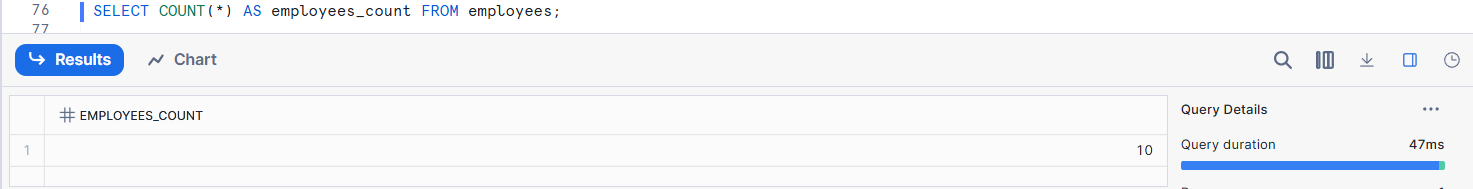 76 SELECT COUNT(*) AS employees_count FROM employees;
77
Results Chart
EMPLOYEES_COUNT
1 10
Query Details ...
Query duration 47ms